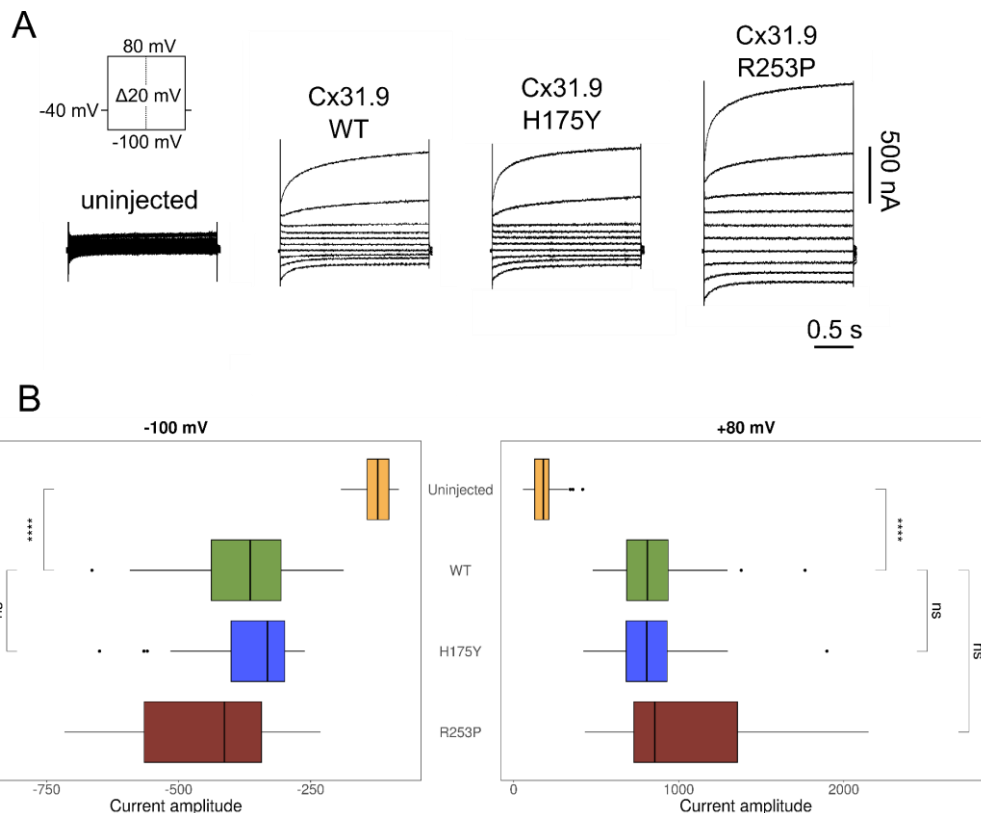 A
80 mV
Δ20 mV
-40 mV
-100 mV
uninjected
Cx31.9
WT
Cx31.9
H175Y
Cx31.9
R253P
500 nA
0.5 s
B
-100 mV
+80 mV
****
ns
Uninjected
WT
H175Y
R253P
****
ns
ns
-750
-500
-250
Current amplitude
0
1000
2000
Current amplitude